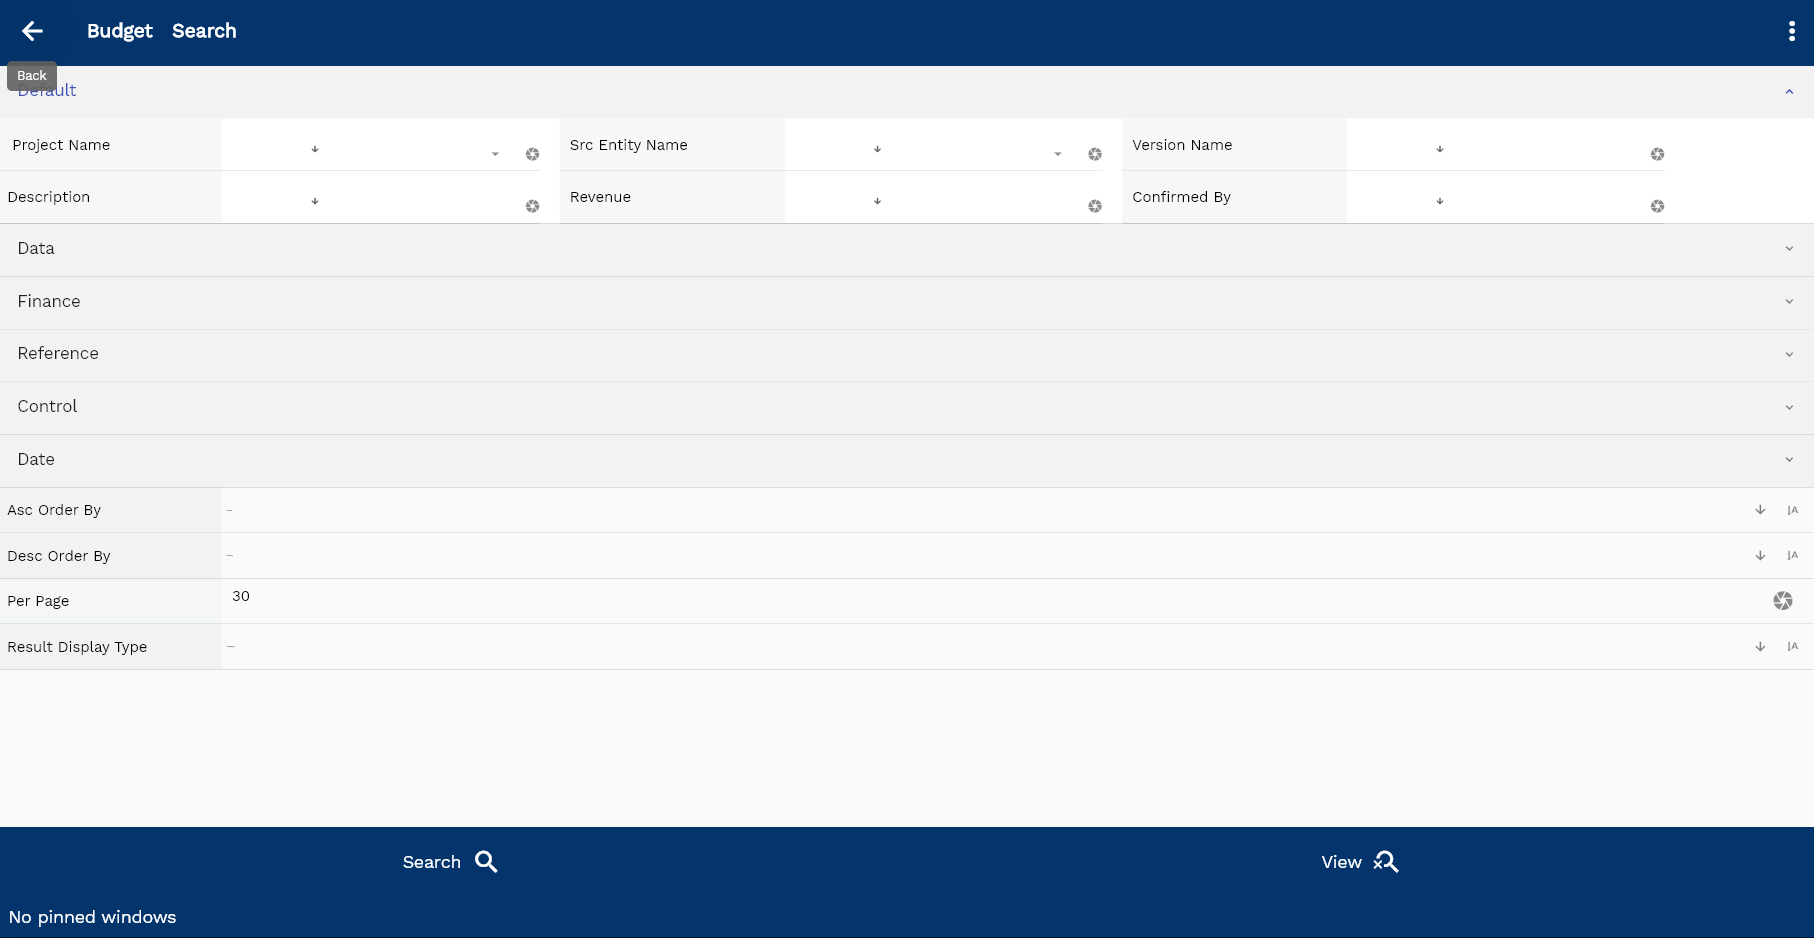 Budget Search
Back
Default
Project Name Src Entity Name Version Name
Description Revenue Confirmed By
Data
Finance
Reference
Control
Date
Asc Order By
Desc Order By
Per Page 30
Result Display Type
Search View
No pinned windows